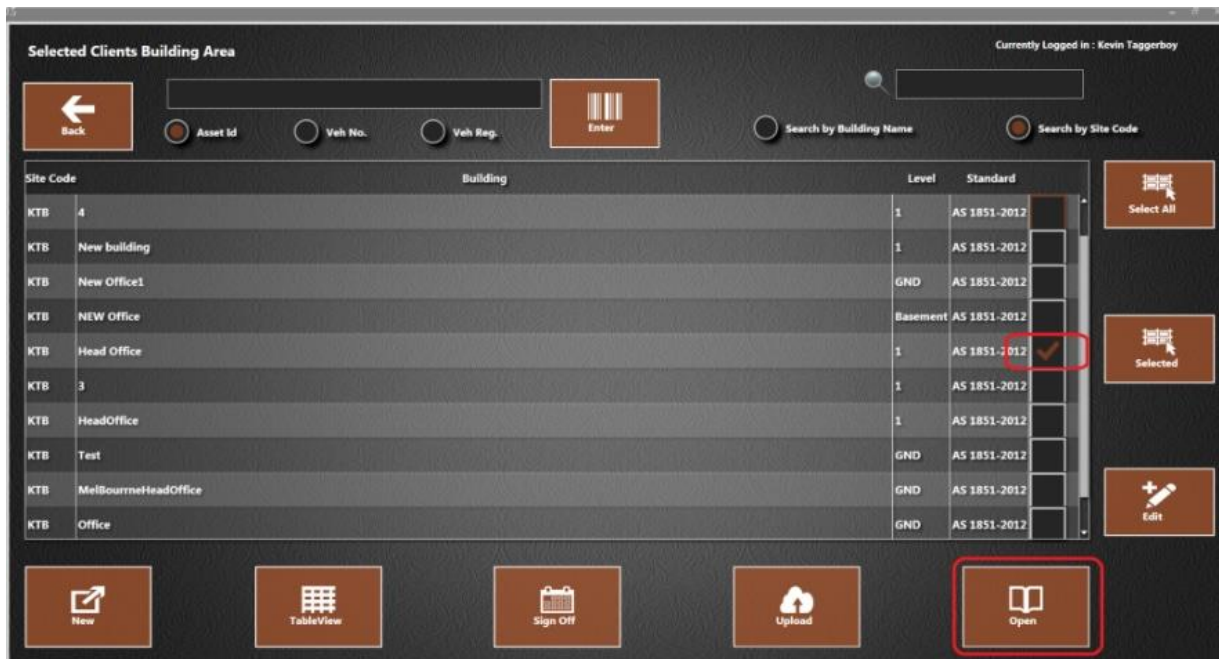 Selected Clients Building Area
Currently Logged in : Kevin Taggerboy
Back
Asset Id Veh No. Veh Reg.
Enter
Search by Building Name Search by Site Code
Site Code Building Level Standard
KTB 4 1 AS 1851-2012
KTB New building 1 AS 1851-2012
KTB New Office1 GND AS 1851-2012
KTB NEW Office Basement AS 1851-2012
KTB Head Office 1 AS 1851-2012
KTB 3 1 AS 1851-2012
KTB HeadOffice 1 AS 1851-2012
KTB Test GND AS 1851-2012
KTB MelBourrneHeadOffice GND AS 1851-2012
KTB Office GND AS 1851-2012
Select All
Selected
Edit
New TableView Sign Off Upload Open